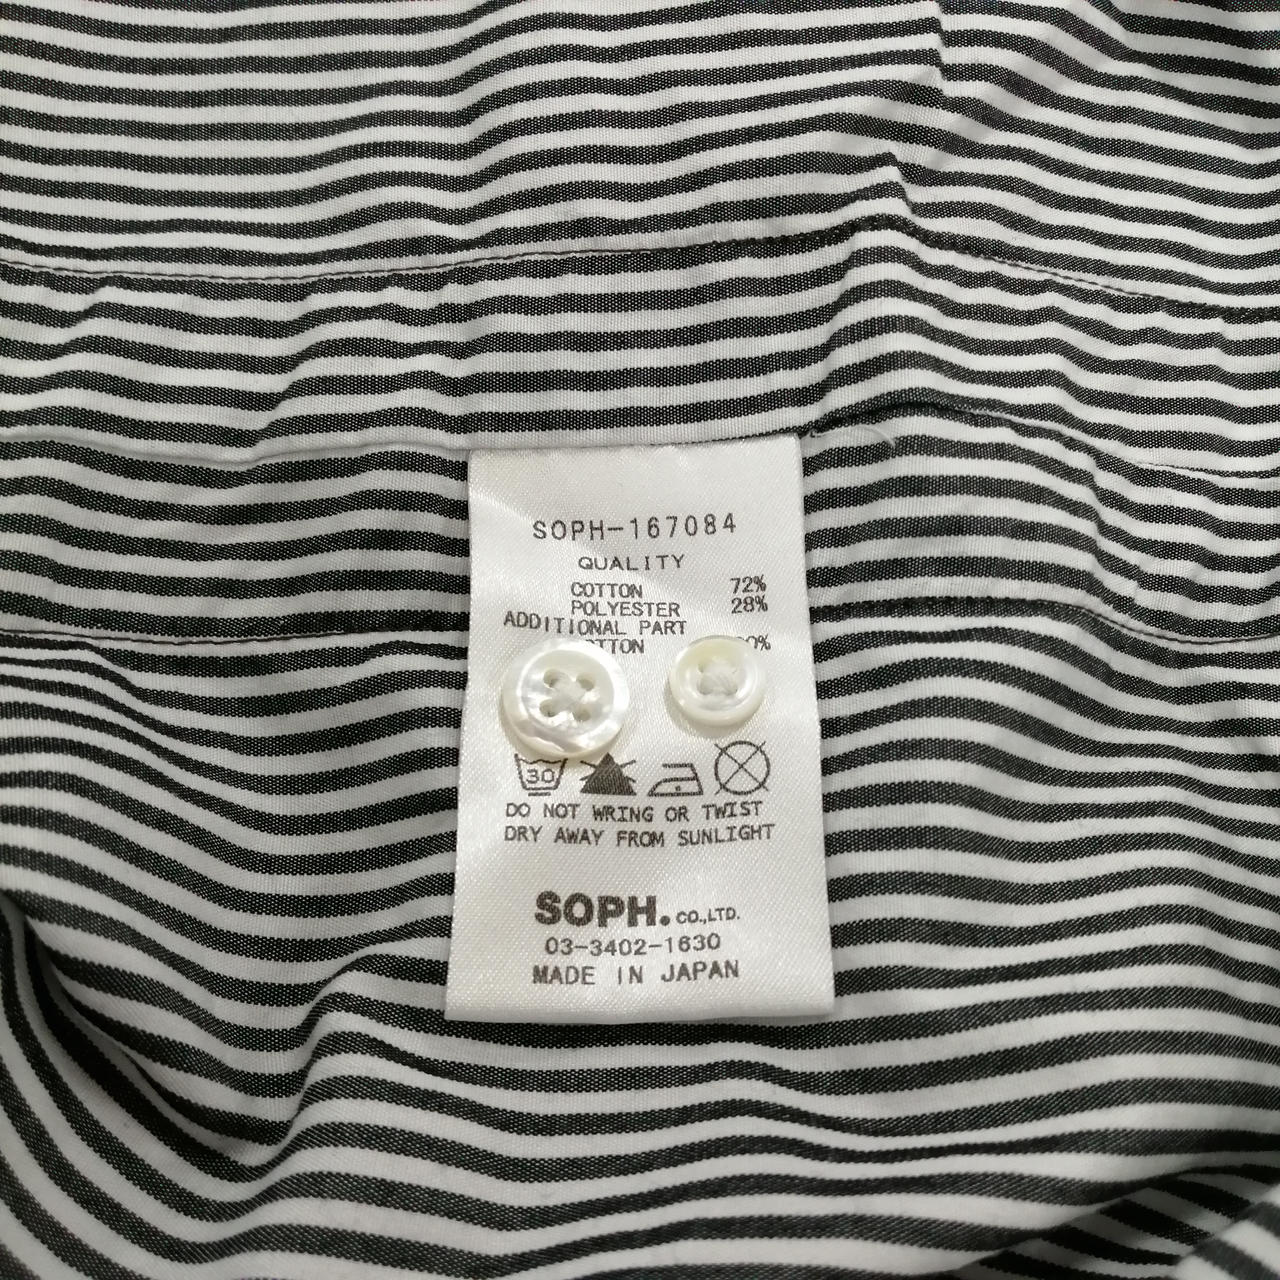 SOPH-167084
QUALITY
COTTON 72%
POLYESTER 28%
ADDITIONAL PART
30
DO NOT WRING OR TWIST
DRY AWAY FROM SUNLIGHT
SOPH. CO.,LTD.
03-3402-1630
MADE IN JAPAN